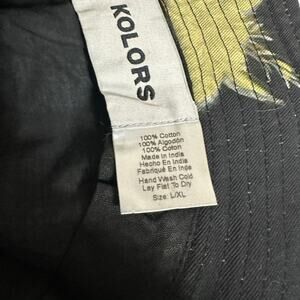 KOLORS
100% Cotton
100% Algodón
100% Coton
Made In India
Hecho En India
Fabriqué En Inde
Hand Wash Cold
Lay Flat To Dry
Size: L/XL